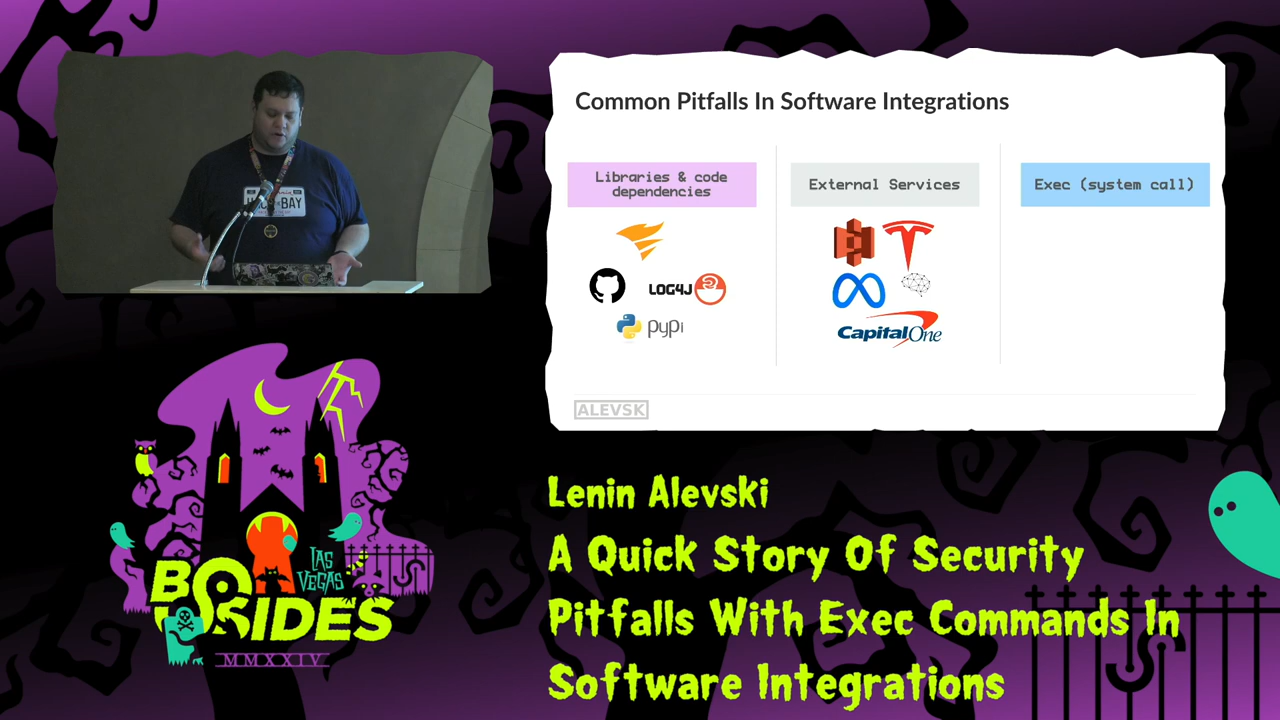 Common Pitfalls In Software Integrations
Libraries & code
dependencies
External Services
Exec (system call)
LOG4J
pypi
CapitalOne
ALEVSK
BAY
LAS
VEGAS
BSIDES
MMXXIV
Lenin Alevski
A Quick Story Of Security
Pitfalls With Exec Commands In
Software Integrations